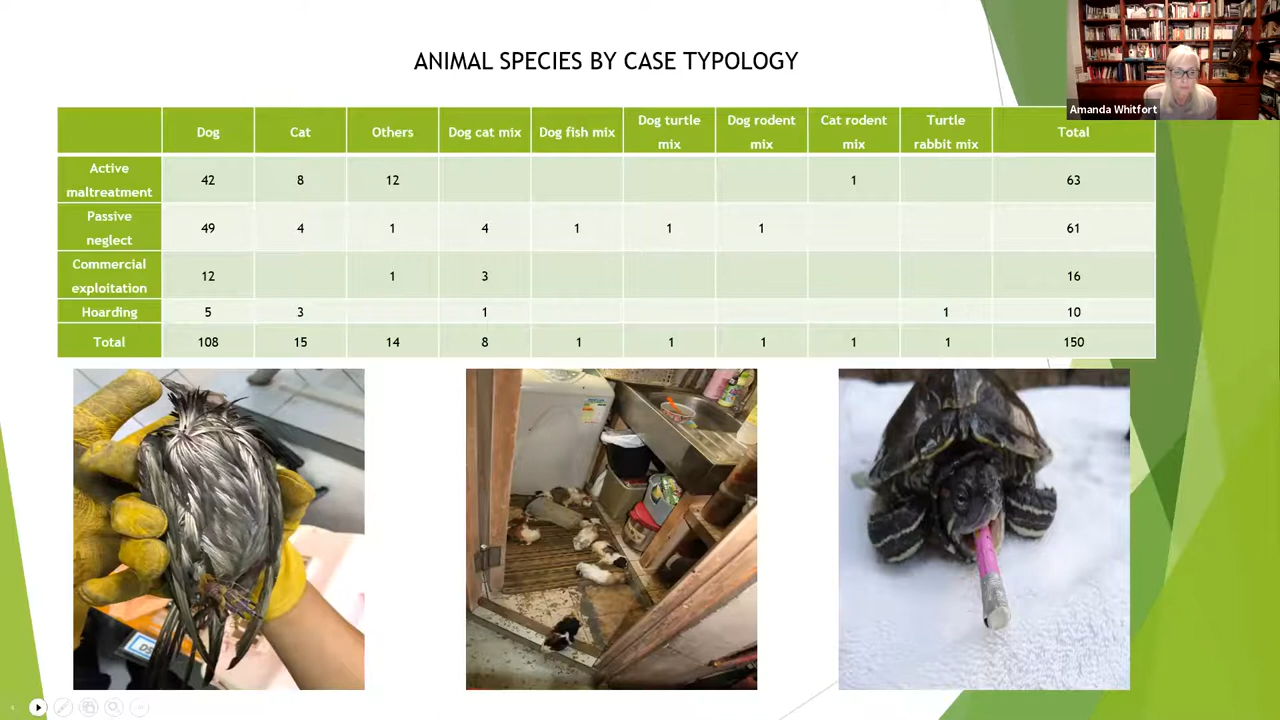 ANIMAL SPECIES BY CASE TYPOLOGY
Amanda Whitfort
Dog Cat Others Dog cat mix Dog fish mix Dog turtle mix Dog rodent mix Cat rodent mix Turtle rabbit mix Total
Active maltreatment 42 8 12 1 63
Passive neglect 49 4 1 4 1 1 1 61
Commercial exploitation 12 1 3 16
Hoarding 5 3 1 1 10
Total 108 15 14 8 1 1 1 1 1 150